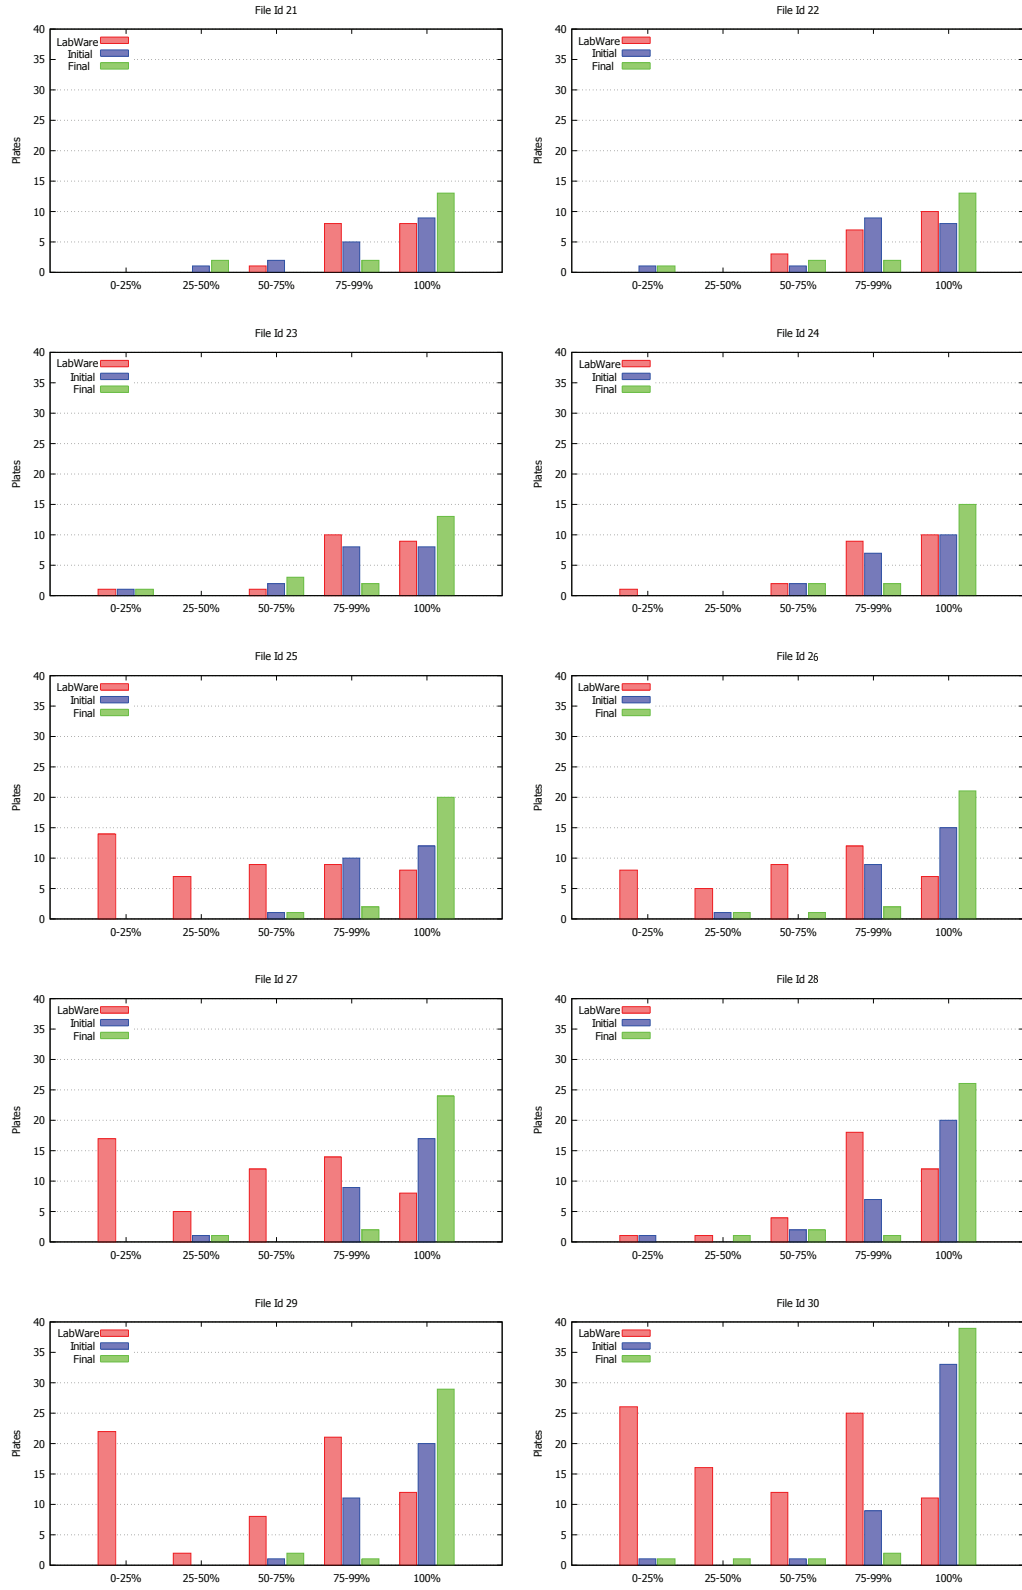 File Id 21
40
35
30
25
20
15
10
5
0
Plates
LabWare
Initial
Final
0-25% 25-50% 50-75% 75-99% 100%
File Id 22
40
35
30
25
20
15
10
5
0
Plates
LabWare
Initial
Final
0-25% 25-50% 50-75% 75-99% 100%
File Id 23
40
35
30
25
20
15
10
5
0
Plates
LabWare
Initial
Final
0-25% 25-50% 50-75% 75-99% 100%
File Id 24
40
35
30
25
20
15
10
5
0
Plates
LabWare
Initial
Final
0-25% 25-50% 50-75% 75-99% 100%
File Id 25
40
35
30
25
20
15
10
5
0
Plates
LabWare
Initial
Final
0-25% 25-50% 50-75% 75-99% 100%
File Id 26
40
35
30
25
20
15
10
5
0
Plates
LabWare
Initial
Final
0-25% 25-50% 50-75% 75-99% 100%
File Id 27
40
35
30
25
20
15
10
5
0
Plates
LabWare
Initial
Final
0-25% 25-50% 50-75% 75-99% 100%
File Id 28
40
35
30
25
20
15
10
5
0
Plates
LabWare
Initial
Final
0-25% 25-50% 50-75% 75-99% 100%
File Id 29
40
35
30
25
20
15
10
5
0
Plates
LabWare
Initial
Final
0-25% 25-50% 50-75% 75-99% 100%
File Id 30
40
35
30
25
20
15
10
5
0
Plates
LabWare
Initial
Final
0-25% 25-50% 50-75% 75-99% 100%